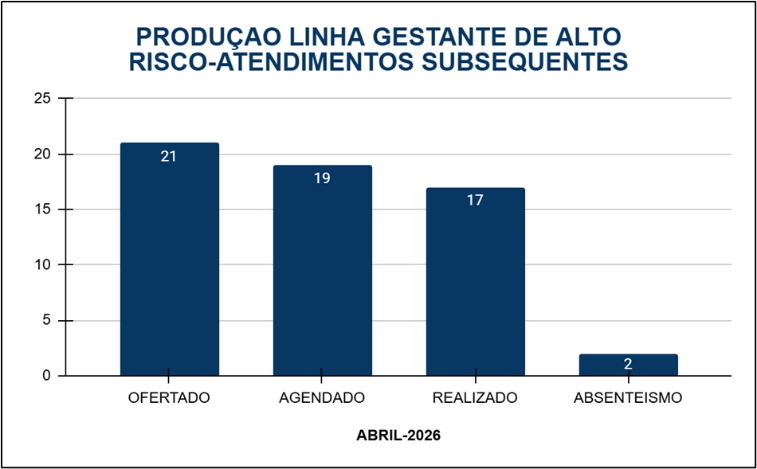 PRODUÇAO LINHA GESTANTE DE ALTO
RISCO-ATENDIMENTOS SUBSEQUENTES
25
20
15
10
5
0
21
19
17
2
OFERTADO
AGENDADO
REALIZADO
ABSENTEISMO
ABRIL-2026